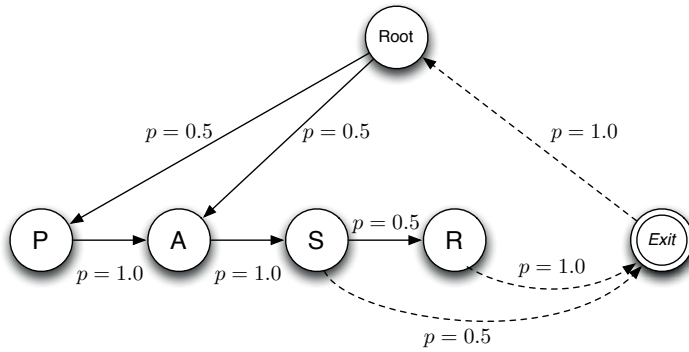 Root
p = 0.5
p = 0.5
p = 1.0
P
A
S
p = 0.5
R
Exit
p = 1.0
p = 1.0
p = 1.0
p = 0.5